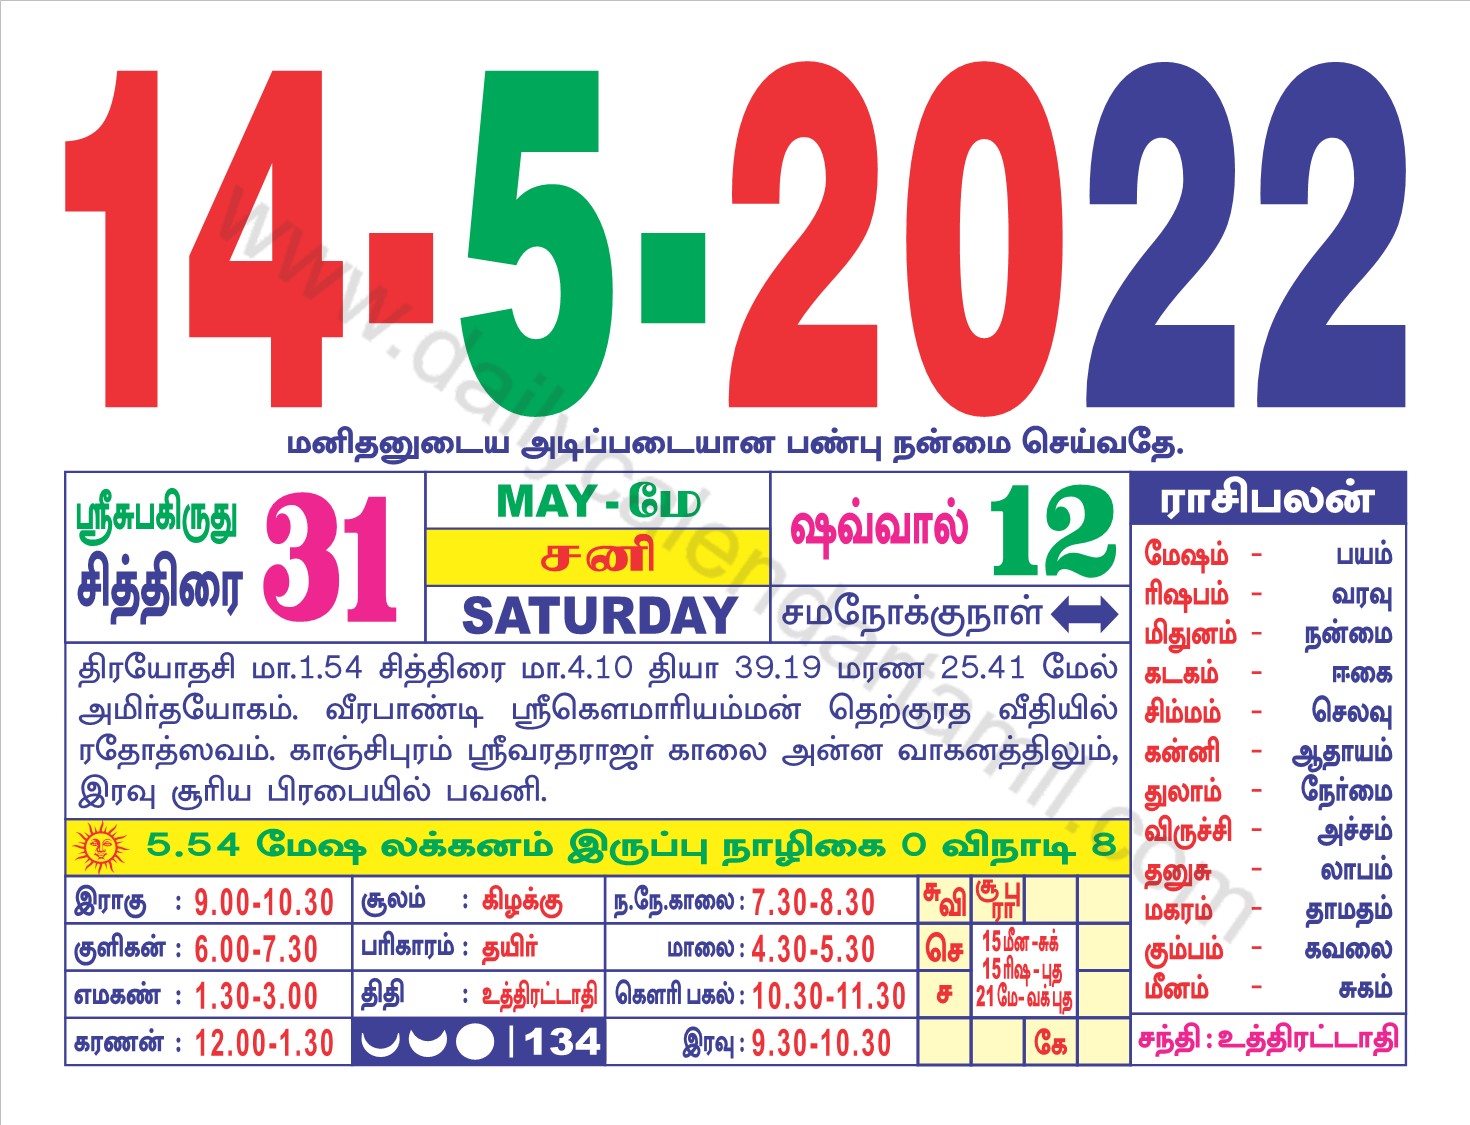 14-5-2022
மனிதனுடைய அடிப்படையான பண்பு நன்மை செய்வதே.
ஸ்ரீசுபகிருது
சித்திரை 31
MAY - மே
சனி
SATURDAY
ஷவ்வால் 12
சமநோக்குநாள்
திரயோதசி மா.1.54 சித்திரை மா.4.10 தியா 39.19 மரண 25.41 மேல்
அமிர்தயோகம். வீரபாண்டி ஸ்ரீகௌமாரியம்மன் தெற்குரத வீதியில்
ரதோத்ஸவம். காஞ்சிபுரம் ஸ்ரீவரதராஜர் காலை அன்ன வாகனத்திலும்,
இரவு சூரிய பிரபையில் பவனி.
5.54 மேஷ லக்கனம் இருப்பு நாழிகை 0 விநாடி 8
இராகு : 9.00-10.30
குளிகன் : 6.00-7.30
எமகண் : 1.30-3.00
கரணன் : 12.00-1.30
சூலம் : கிழக்கு
பரிகாரம் : தயிர்
திதி : உத்திரட்டாதி
134
ந.நே.காலை : 7.30-8.30
மாலை : 4.30-5.30
கௌரி பகல் : 10.30-11.30
இரவு : 9.30-10.30
சு வி
சூ பு ரா
செ
15 மீன -சுக்
15 ரிஷ - புத
21 மே- வக் புத
ச
கே
ராசிபலன்
மேஷம் - பயம்
ரிஷபம் - வரவு
மிதுனம் - நன்மை
கடகம் - ஈகை
சிம்மம் - செலவு
கன்னி - ஆதாயம்
துலாம் - நேர்மை
விருச்சி - அச்சம்
தனுசு - லாபம்
மகரம் - தாமதம்
கும்பம் - கவலை
மீனம் - சுகம்
சந்தி : உத்திரட்டாதி
www.dailycalendartamil.com